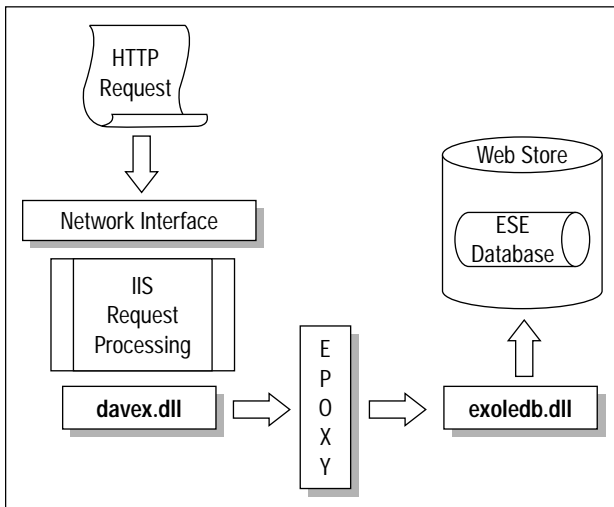 HTTP
Request
Network Interface
IIS
Request
Processing
davex.dll
E
P
O
X
Y
exoledb.dll
Web Store
ESE
Database